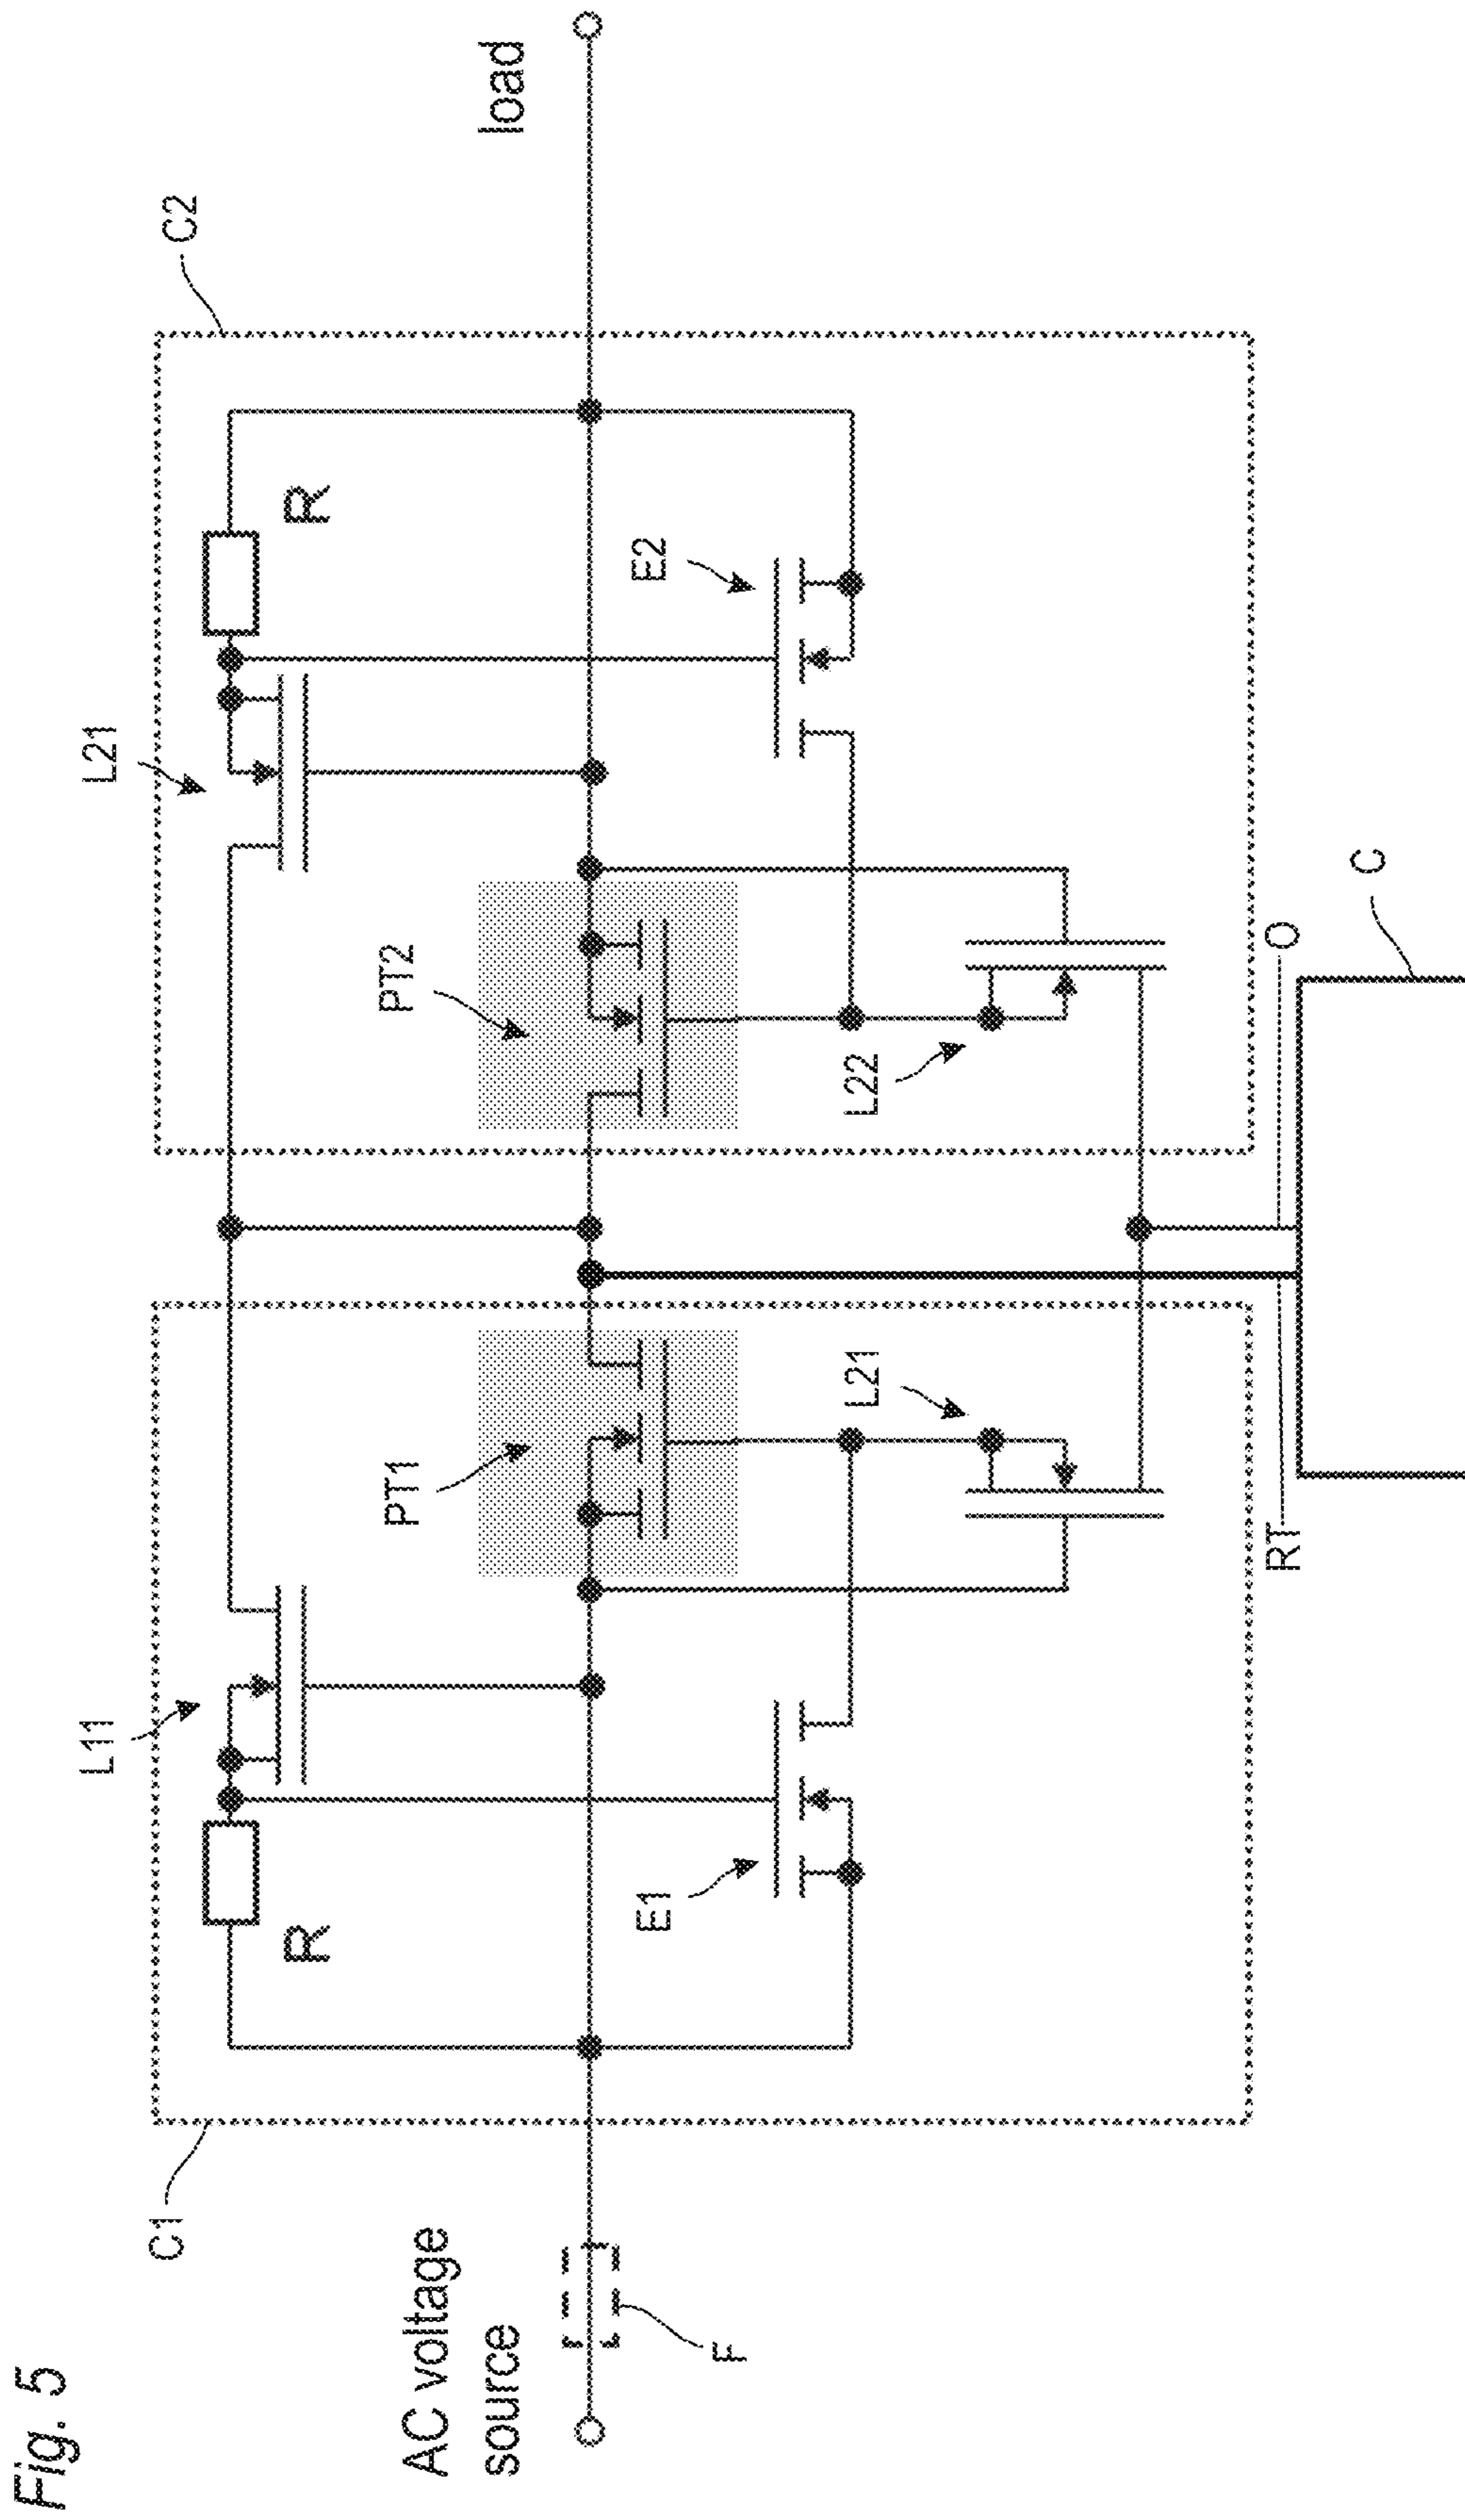 Fig. 5
C1
C2
L11
L21
R
R
AC voltage
source
load
PT1
PT2
F
E1
E2
L21
L22
RT
O
C